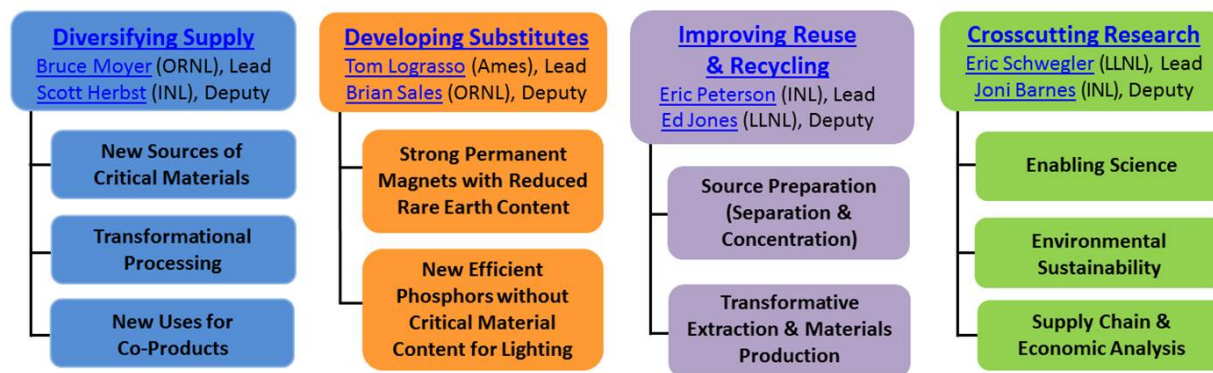 Diversifying Supply
Bruce Moyer (ORNL), Lead
Scott Herbst (INL), Deputy
New Sources of
Critical Materials
Transformational
Processing
New Uses for
Co-Products
Developing Substitutes
Tom Lograsso (Ames), Lead
Brian Sales (ORNL), Deputy
Strong Permanent
Magnets with Reduced
Rare Earth Content
New Efficient
Phosphors without
Critical Material
Content for Lighting
Improving Reuse
& Recycling
Eric Peterson (INL), Lead
Ed Jones (LLNL), Deputy
Source Preparation
(Separation &
Concentration)
Transformative
Extraction & Materials
Production
Crosscutting Research
Eric Schwegler (LLNL), Lead
Joni Barnes (INL), Deputy
Enabling Science
Environmental
Sustainability
Supply Chain &
Economic Analysis